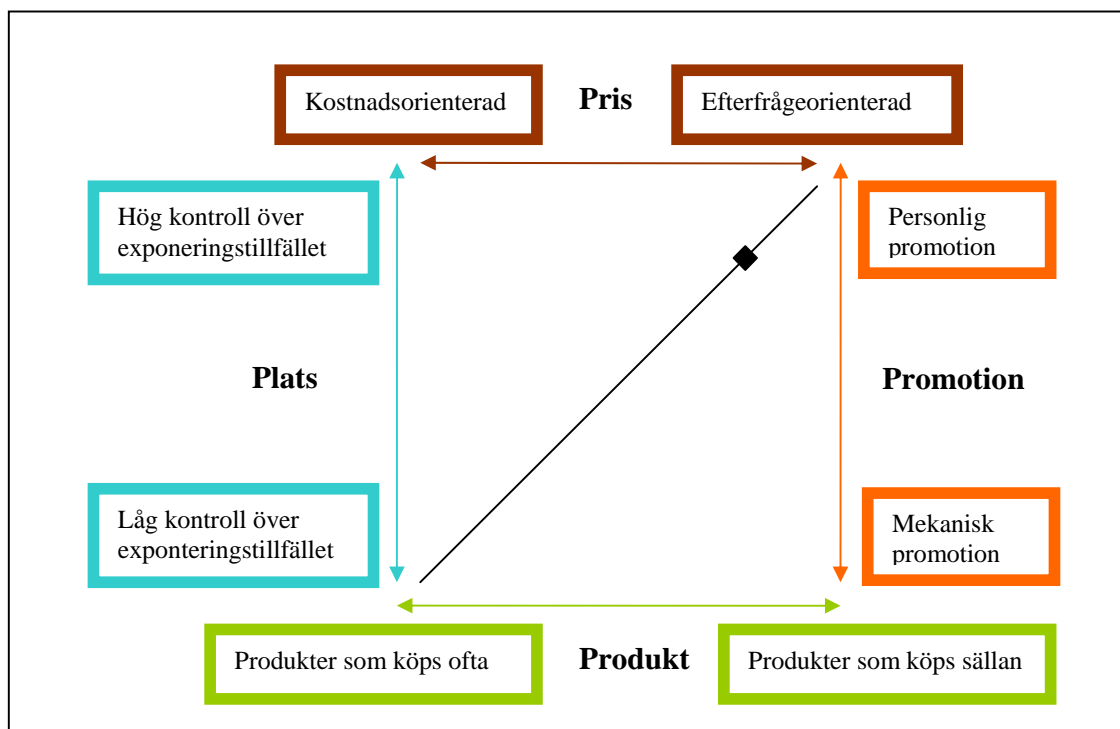 Kostnadsorienterad
Pris
Efterfrågeorienterad
Hög kontroll över
exponeringstillfället
Personlig
promotion
Plats
Promotion
Låg kontroll över
exponteringstillfället
Mekanisk
promotion
Produkter som köps ofta
Produkt
Produkter som köps sällan